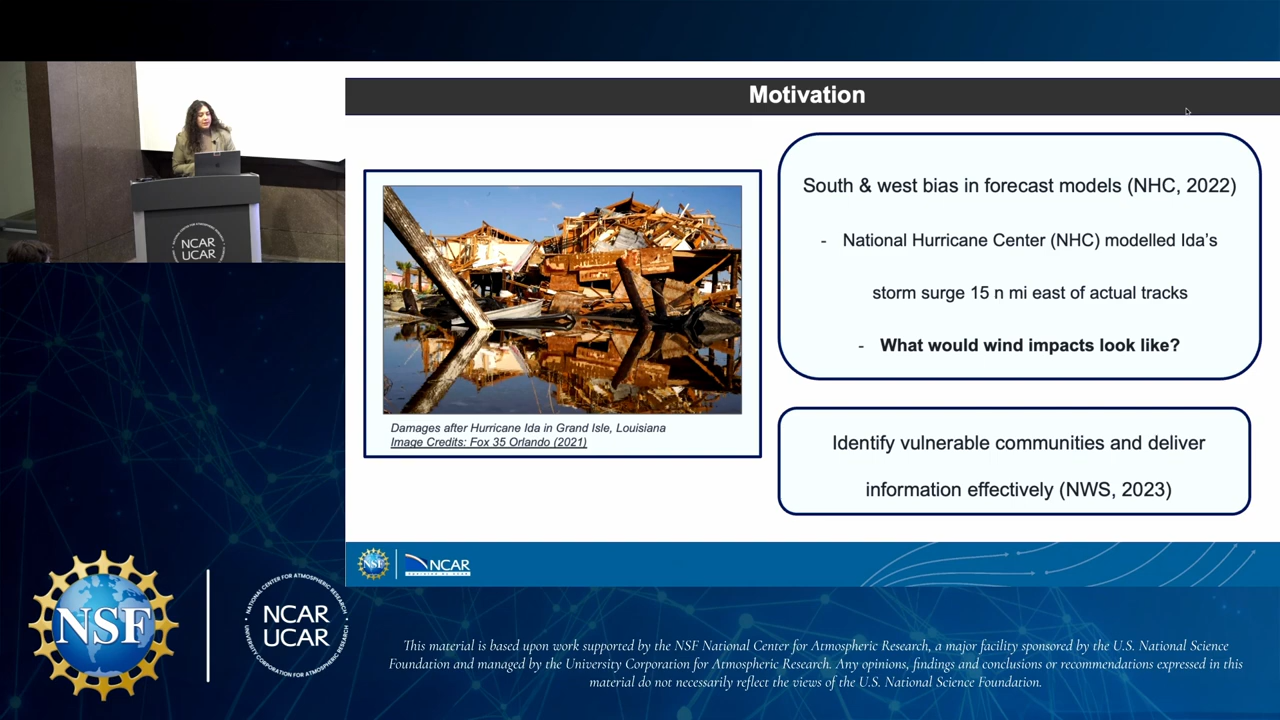 Motivation
South & west bias in forecast models (NHC, 2022)
- National Hurricane Center (NHC) modelled Ida's
storm surge 15 n mi east of actual tracks
- What would wind impacts look like?
Damages after Hurricane Ida in Grand Isle, Louisiana
Image Credits: Fox 35 Orlando (2021)
Identify vulnerable communities and deliver
information effectively (NWS, 2023)
NCAR
UCAR
NSF
NCAR
NSF
NATIONAL CENTER FOR ATMOSPHERIC RESEARCH
NCAR
UCAR
UNIVERSITY CORPORATION FOR ATMOSPHERIC RESEARCH
This material is based upon work supported by the NSF National Center for Atmospheric Research, a major facility sponsored by the U.S. National Science
Foundation and managed by the University Corporation for Atmospheric Research. Any opinions, findings and conclusions or recommendations expressed in this
material do not necessarily reflect the views of the U.S. National Science Foundation.